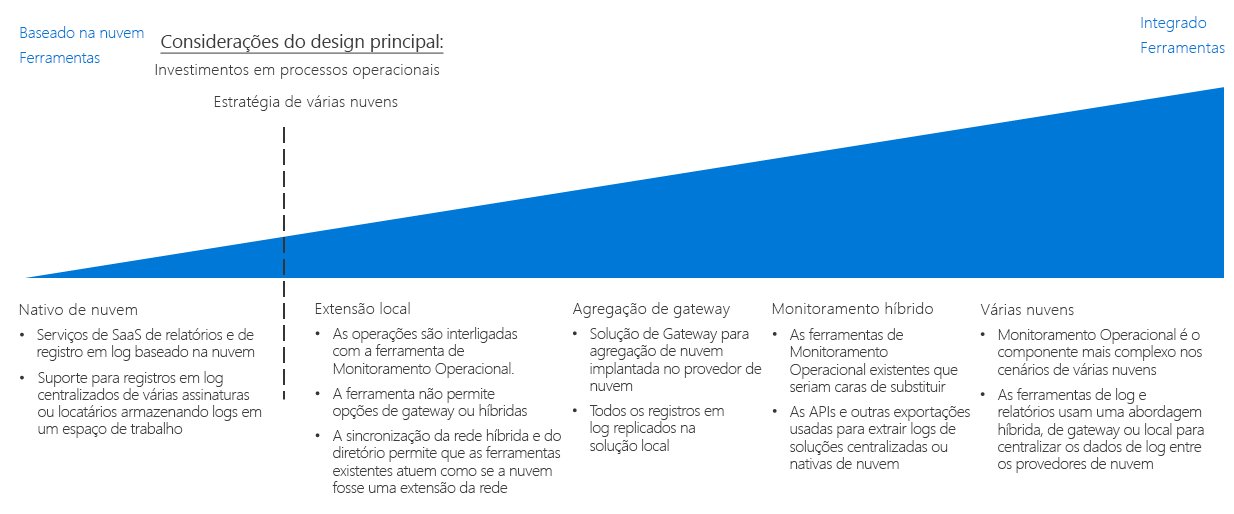 Baseado na nuvem
Ferramentas
Considerações do design principal:
Investimentos em processos operacionais
Estratégia de várias nuvens
Integrado
Ferramentas
Nativo de nuvem
• Serviços de SaaS de relatórios e de
registro em log baseado na nuvem
• Suporte para registros em log
centralizados de várias assinaturas
ou locatários armazenando logs em
um espaço de trabalho
Extensão local
• As operações são interligadas
com a ferramenta de
Monitoramento Operacional.
• A ferramenta não permite
opções de gateway ou híbridas
• A sincronização da rede híbrida e do
diretório permite que as ferramentas
existentes atuem como se a nuvem
fosse uma extensão da rede
Agregação de gateway
• Solução de Gateway para
agregação de nuvem
implantada no provedor de
nuvem
• Todos os registros em
log replicados na
solução local
Monitoramento híbrido
• As ferramentas de
Monitoramento
Operacional existentes que
seriam caras de substituir
• As APIs e outras exportações
usadas para extrair logs de
soluções centralizadas ou
nativas de nuvem
Várias nuvens
• Monitoramento Operacional é o
componente mais complexo nos
cenários de várias nuvens
• As ferramentas de log e
relatórios usam uma abordagem
híbrida, de gateway ou local para
centralizar os dados de log entre
os provedores de nuvem